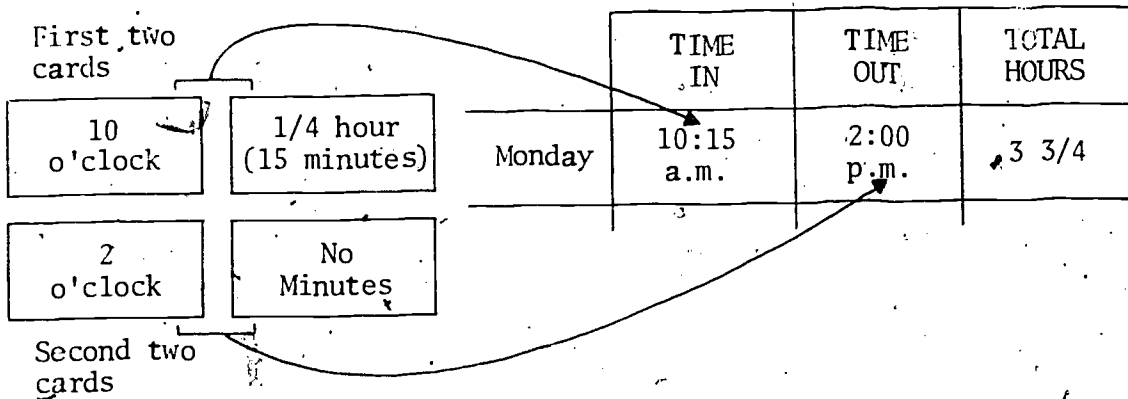 First two
cards
10
o'clock
1/4 hour
(15 minutes)
2
o'clock
No
Minutes
Second two
cards
TIME
IN
TIME
OUT
TOTAL
HOURS
Monday
10:15
a.m.
2:00
p.m.
3 3/4